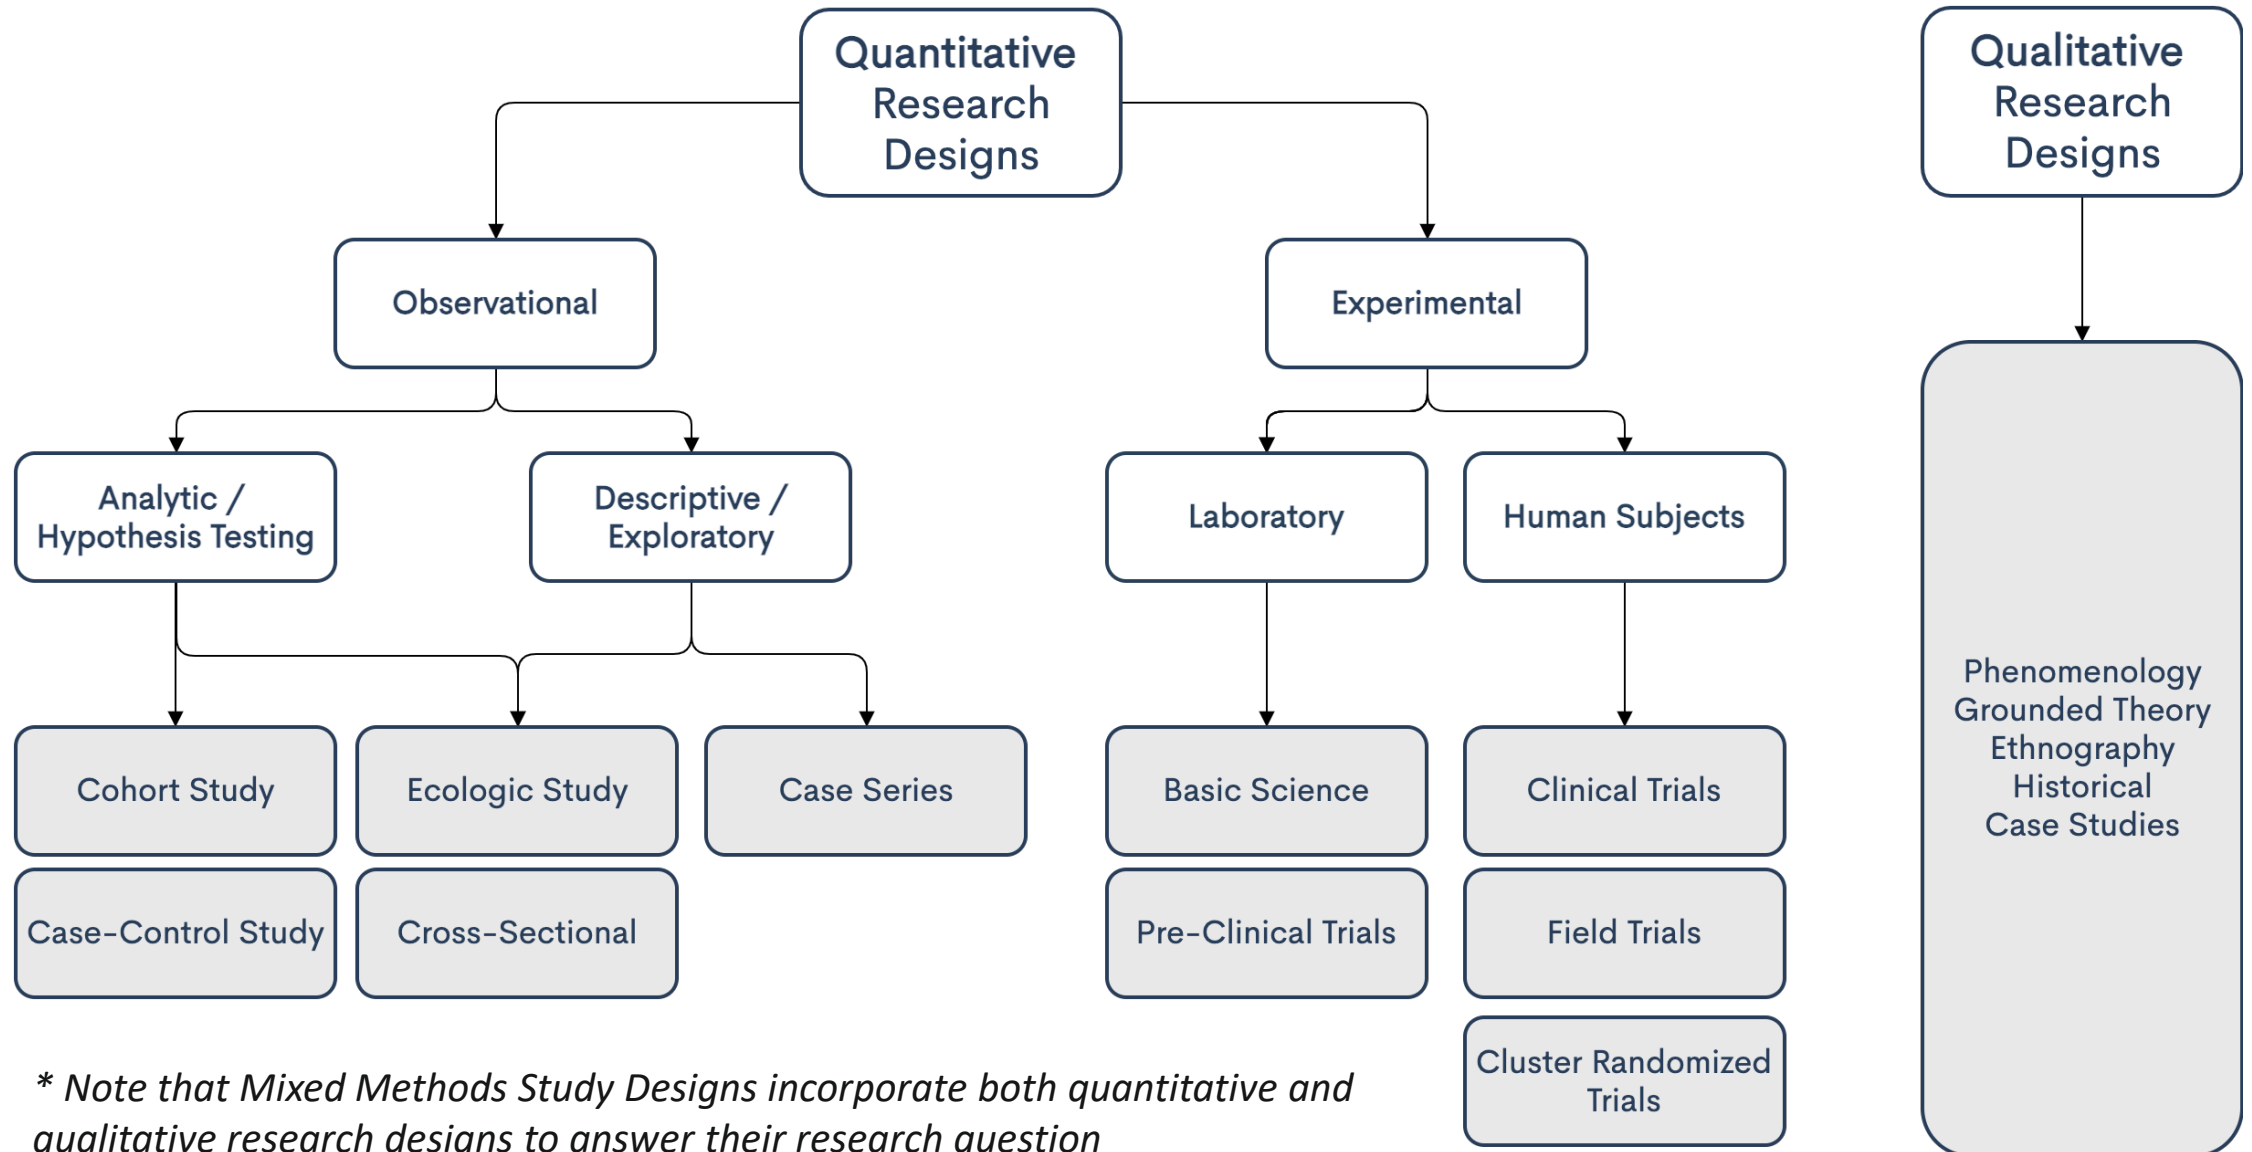 Quantitative
Research
Designs
Qualitative
Research
Designs
Observational
Experimental
Analytic /
Hypothesis Testing
Descriptive /
Exploratory
Laboratory
Human Subjects
Cohort Study
Ecologic Study
Case Series
Basic Science
Clinical Trials
Case-Control Study
Cross-Sectional
Pre-Clinical Trials
Field Trials
Cluster Randomized
Trials
Phenomenology
Grounded Theory
Ethnography
Historical
Case Studies
* Note that Mixed Methods Study Designs incorporate both quantitative and
qualitative research designs to answer their research question